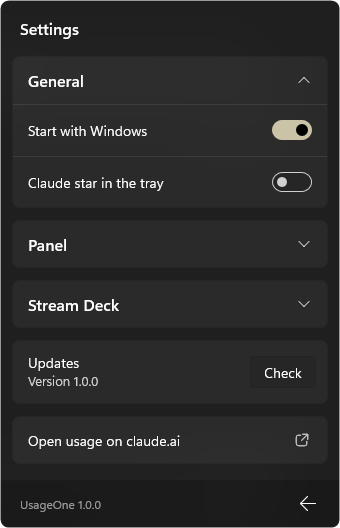 Settings
General
Start with Windows
Claude star in the tray
Panel
Stream Deck
Updates
Version 1.0.0
Check
Open usage on claude.ai
UsageOne 1.0.0